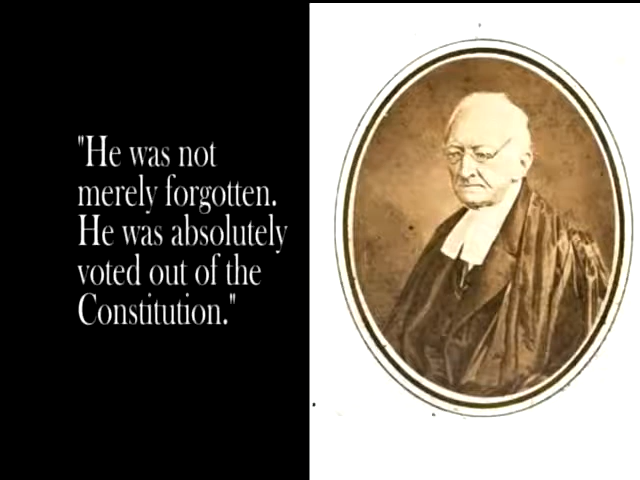 "He was not
merely forgotten.
He was absolutely
voted out of the
Constitution."